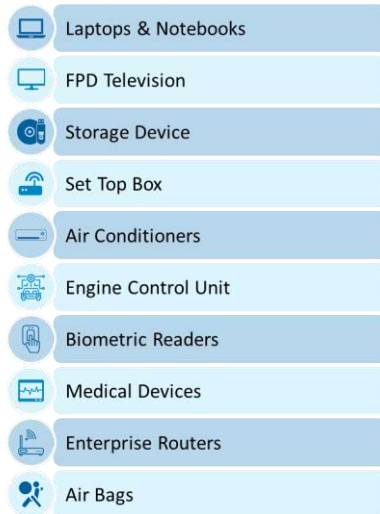 Laptops & Notebooks
FPD Television
Storage Device
Set Top Box
Air Conditioners
Engine Control Unit
Biometric Readers
Medical Devices
Enterprise Routers
Air Bags